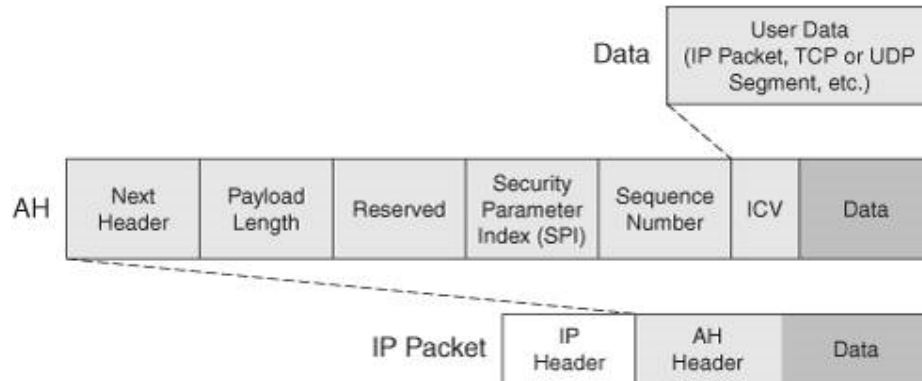 Data
User Data
(IP Packet, TCP or UDP
Segment, etc.)
AH
Next
Header
Payload
Length
Reserved
Security
Parameter
Index (SPI)
Sequence
Number
ICV
Data
IP Packet
IP
Header
AH
Header
Data